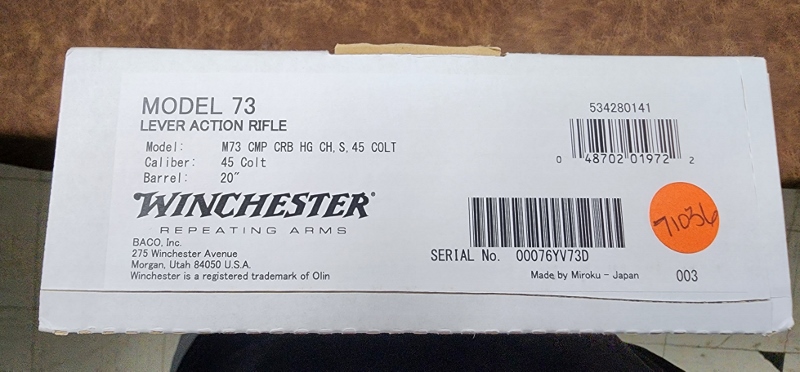 MODEL 73
LEVER ACTION RIFLE
Model: M73 CMP CRB HG CH, S, 45 COLT
Caliber: 45 Colt
Barrel: 20"
WINCHESTER®
REPEATING ARMS
BACO, Inc.
275 Winchester Avenue
Morgan, Utah 84050 U.S.A.
Winchester is a registered trademark of Olin
534280141
0 48702 01972 2
71036
SERIAL No. 00076YV73D
Made by Miroku - Japan
003